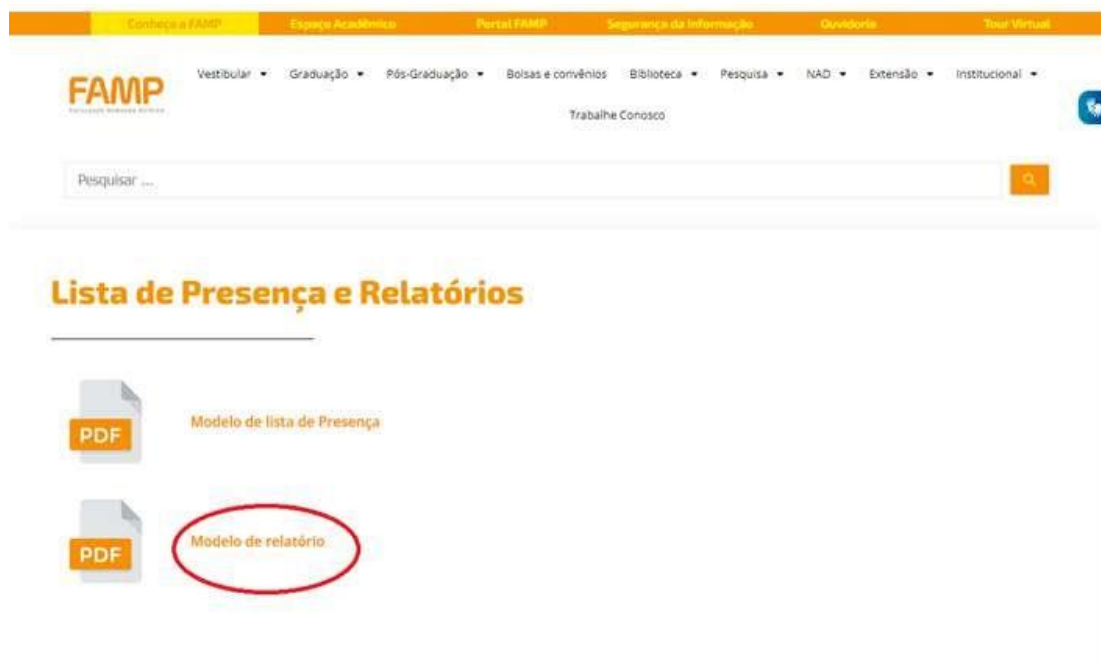 Conheça a FAMP Espaço Acadêmico Portal FAMP Segurança da Informação Ouvidoria Tour Virtual
FAMP
Vestibular Graduação Pós-Graduação Bolsas e convênios Biblioteca Pesquisa NAD Extensão Institucional
Trabalhe Conosco
Pesquisar ...
Lista de Presença e Relatórios
PDF
Modelo de lista de Presença
PDF
Modelo de relatório